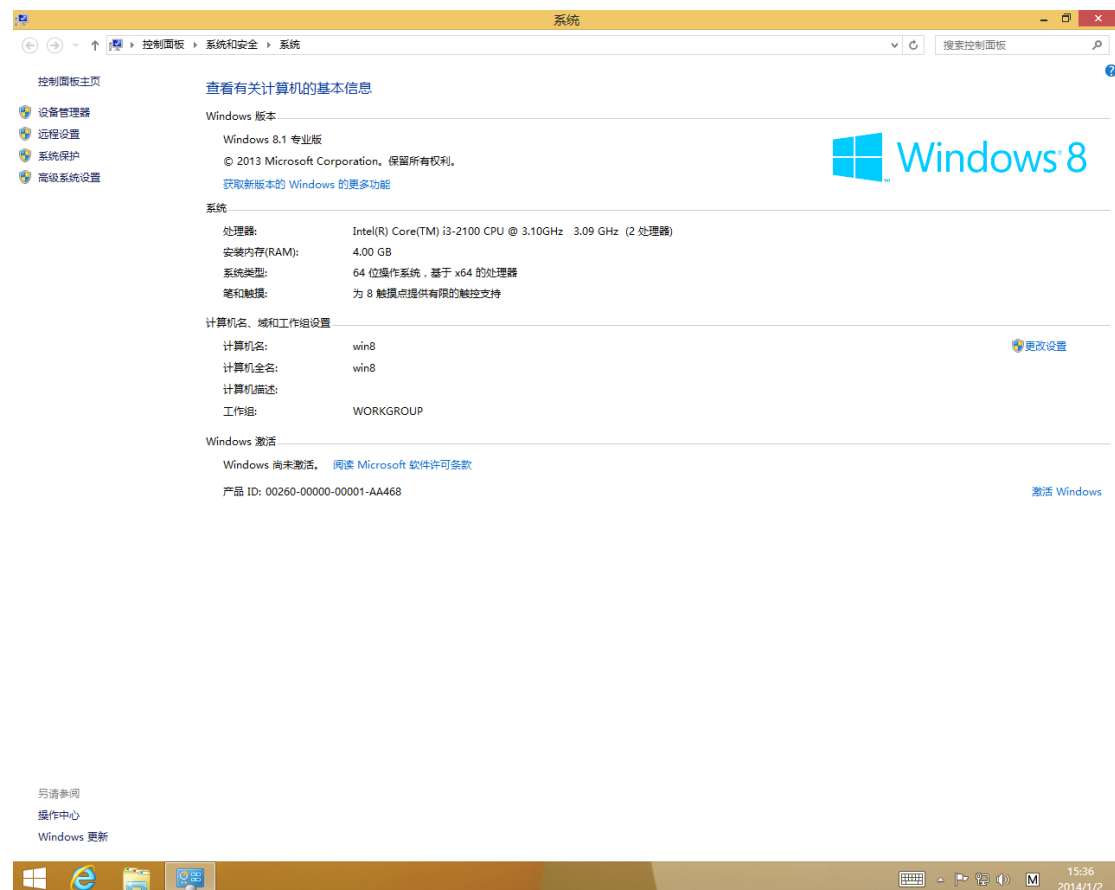 系统
控制面板 系统和安全 系统
搜索控制面板
控制面板主页
设备管理器
远程设置
系统保护
高级系统设置
查看有关计算机的基本信息
Windows 版本
Windows 8.1 专业版
© 2013 Microsoft Corporation。保留所有权利。
获取新版本的 Windows 的更多功能
Windows 8
系统
处理器: Intel(R) Core(TM) i3-2100 CPU @ 3.10GHz 3.09 GHz (2 处理器)
安装内存(RAM): 4.00 GB
系统类型: 64 位操作系统，基于 x64 的处理器
笔和触摸: 为 8 触摸点提供有限的触控支持
计算机名、域和工作组设置
计算机名: win8 更改设置
计算机全名: win8
计算机描述:
工作组: WORKGROUP
Windows 激活
Windows 尚未激活。 阅读 Microsoft 软件许可条款
产品 ID: 00260-00000-00001-AA468 激活 Windows
另请参阅
操作中心
Windows 更新
M
15:36
2014/1/2